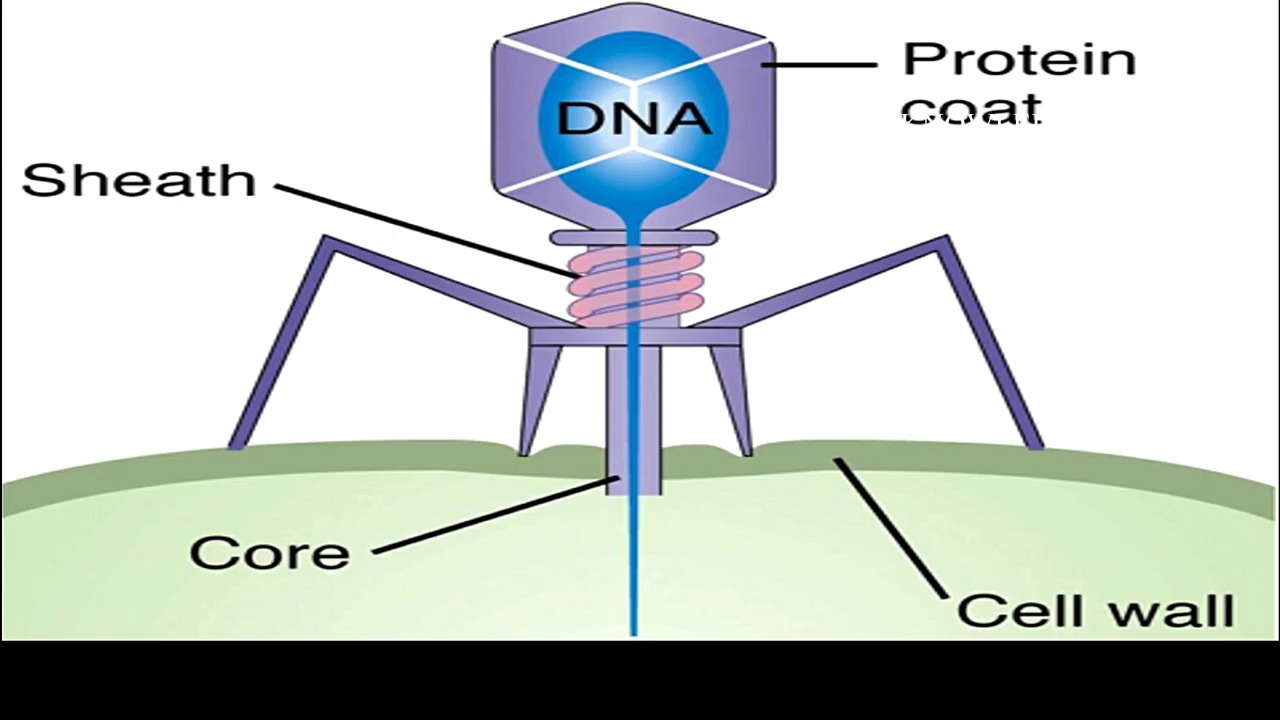 Protein
coat
DNA
Sheath
Core
Cell wall